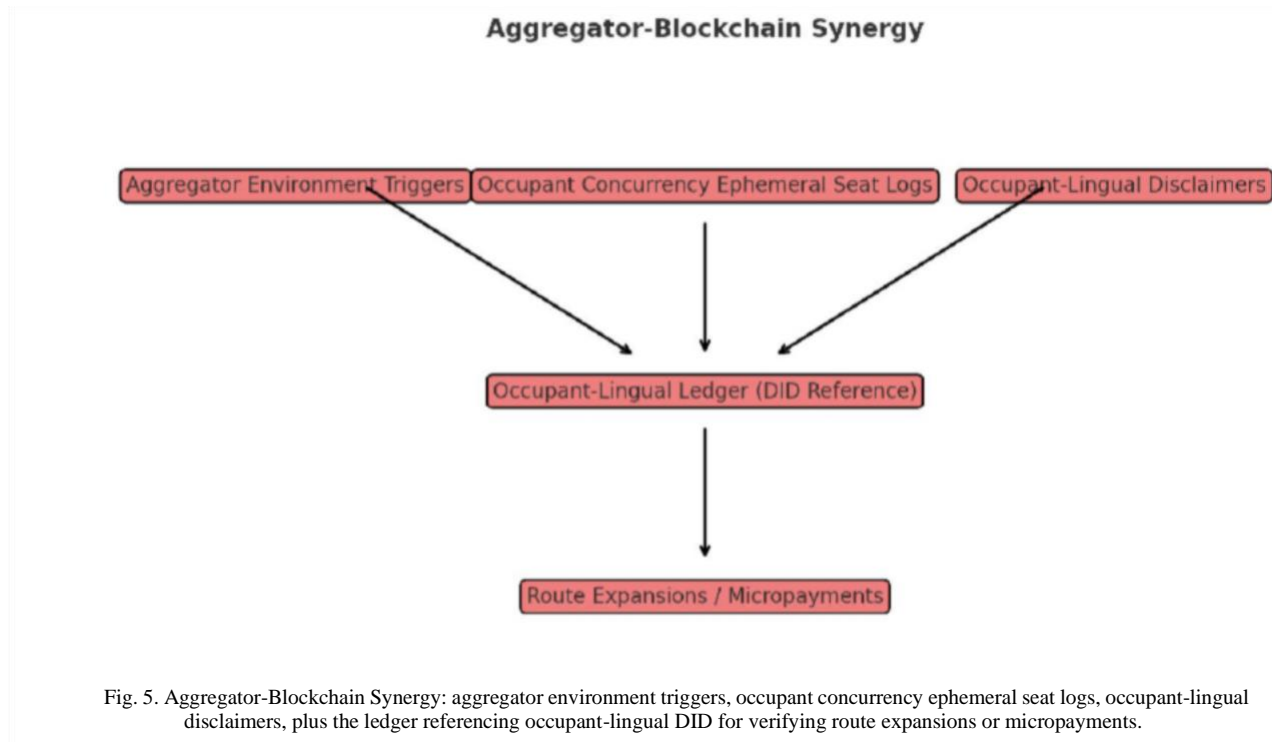 Aggregator-Blockchain Synergy
Aggregator Environment Triggers
Occupant Concurrency Ephemeral Seat Logs
Occupant-Lingual Disclaimers
Occupant-Lingual Ledger (DID Reference)
Route Expansions / Micropayments
Fig. 5. Aggregator-Blockchain Synergy: aggregator environment triggers, occupant concurrency ephemeral seat logs, occupant-lingual
disclaimers, plus the ledger referencing occupant-lingual DID for verifying route expansions or micropayments.